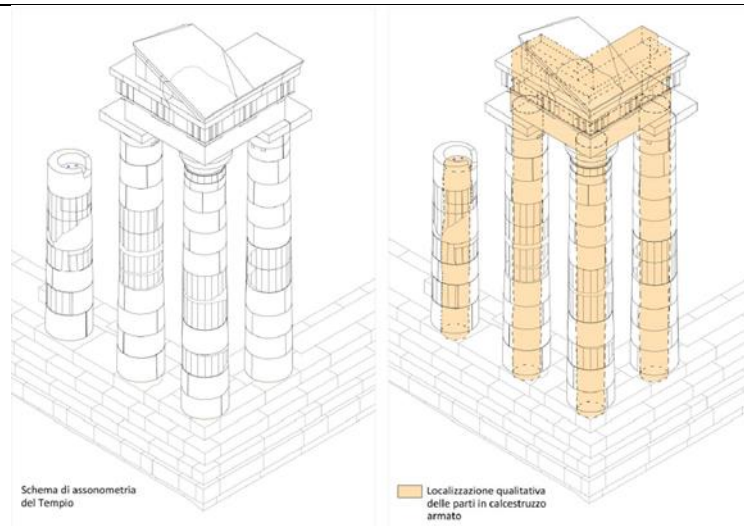 Schema di assonometria
del Tempio
Localizzazione qualitativa
delle parti in calcestruzzo
armato